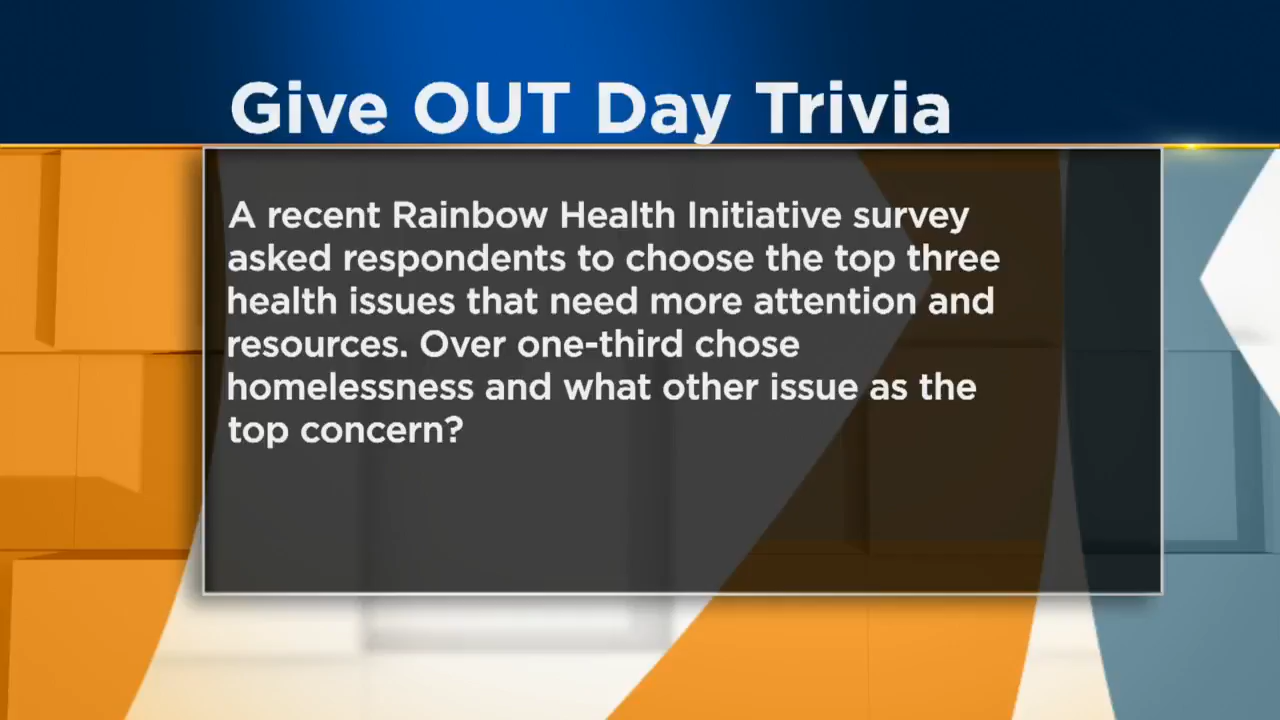 Give OUT Day Trivia
A recent Rainbow Health Initiative survey
asked respondents to choose the top three
health issues that need more attention and
resources. Over one-third chose
homelessness and what other issue as the
top concern?